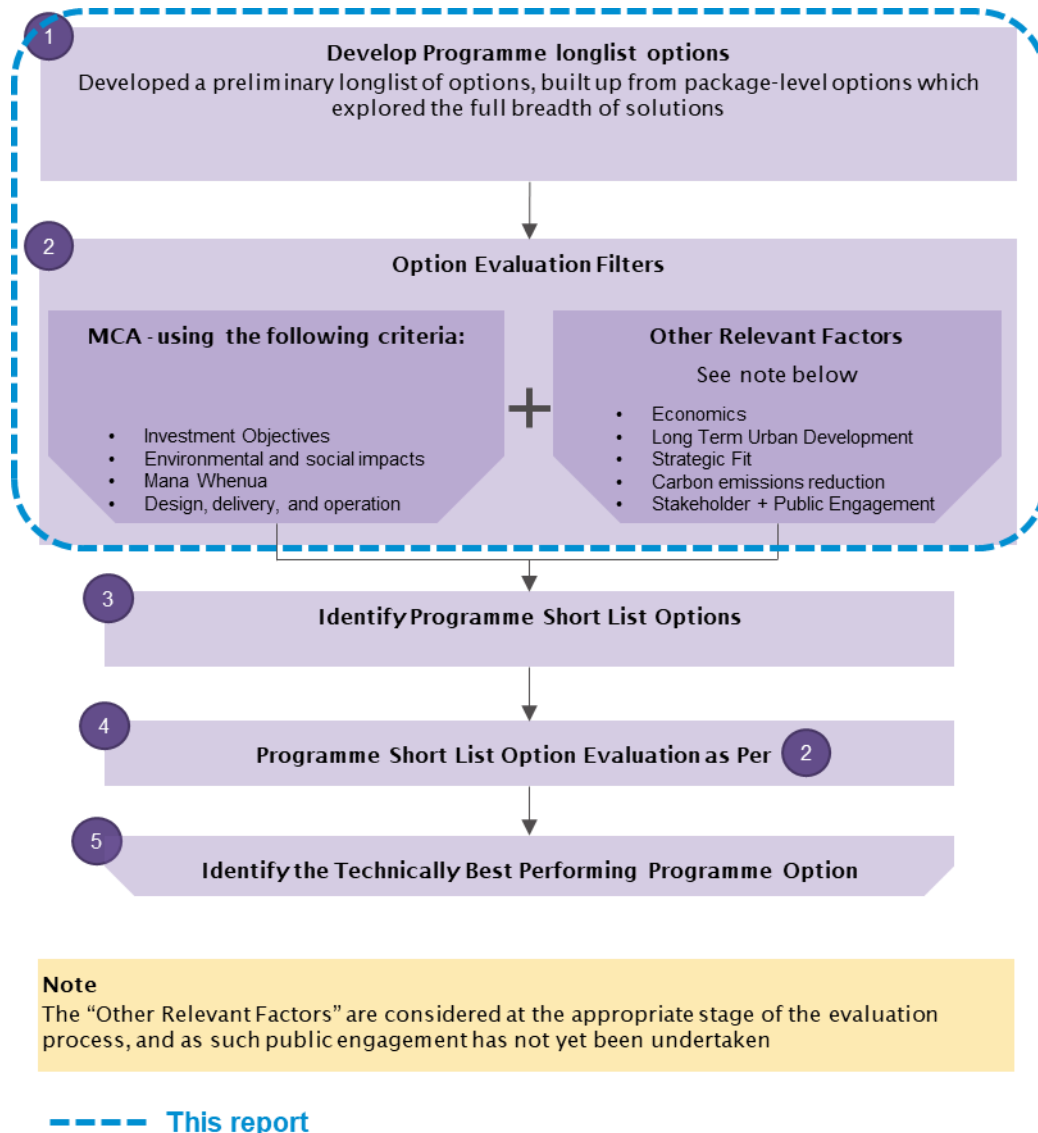 1
Develop Programme longlist options
Developed a preliminary longlist of options, built up from package-level options which
explored the full breadth of solutions
2
Option Evaluation Filters
MCA - using the following criteria:
• Investment Objectives
• Environmental and social impacts
• Mana Whenua
• Design, delivery, and operation
+
Other Relevant Factors
See note below
• Economics
• Long Term Urban Development
• Strategic Fit
• Carbon emissions reduction
• Stakeholder + Public Engagement
3
Identify Programme Short List Options
4
Programme Short List Option Evaluation as Per 2
5
Identify the Technically Best Performing Programme Option
Note
The “Other Relevant Factors” are considered at the appropriate stage of the evaluation
process, and as such public engagement has not yet been undertaken
This report